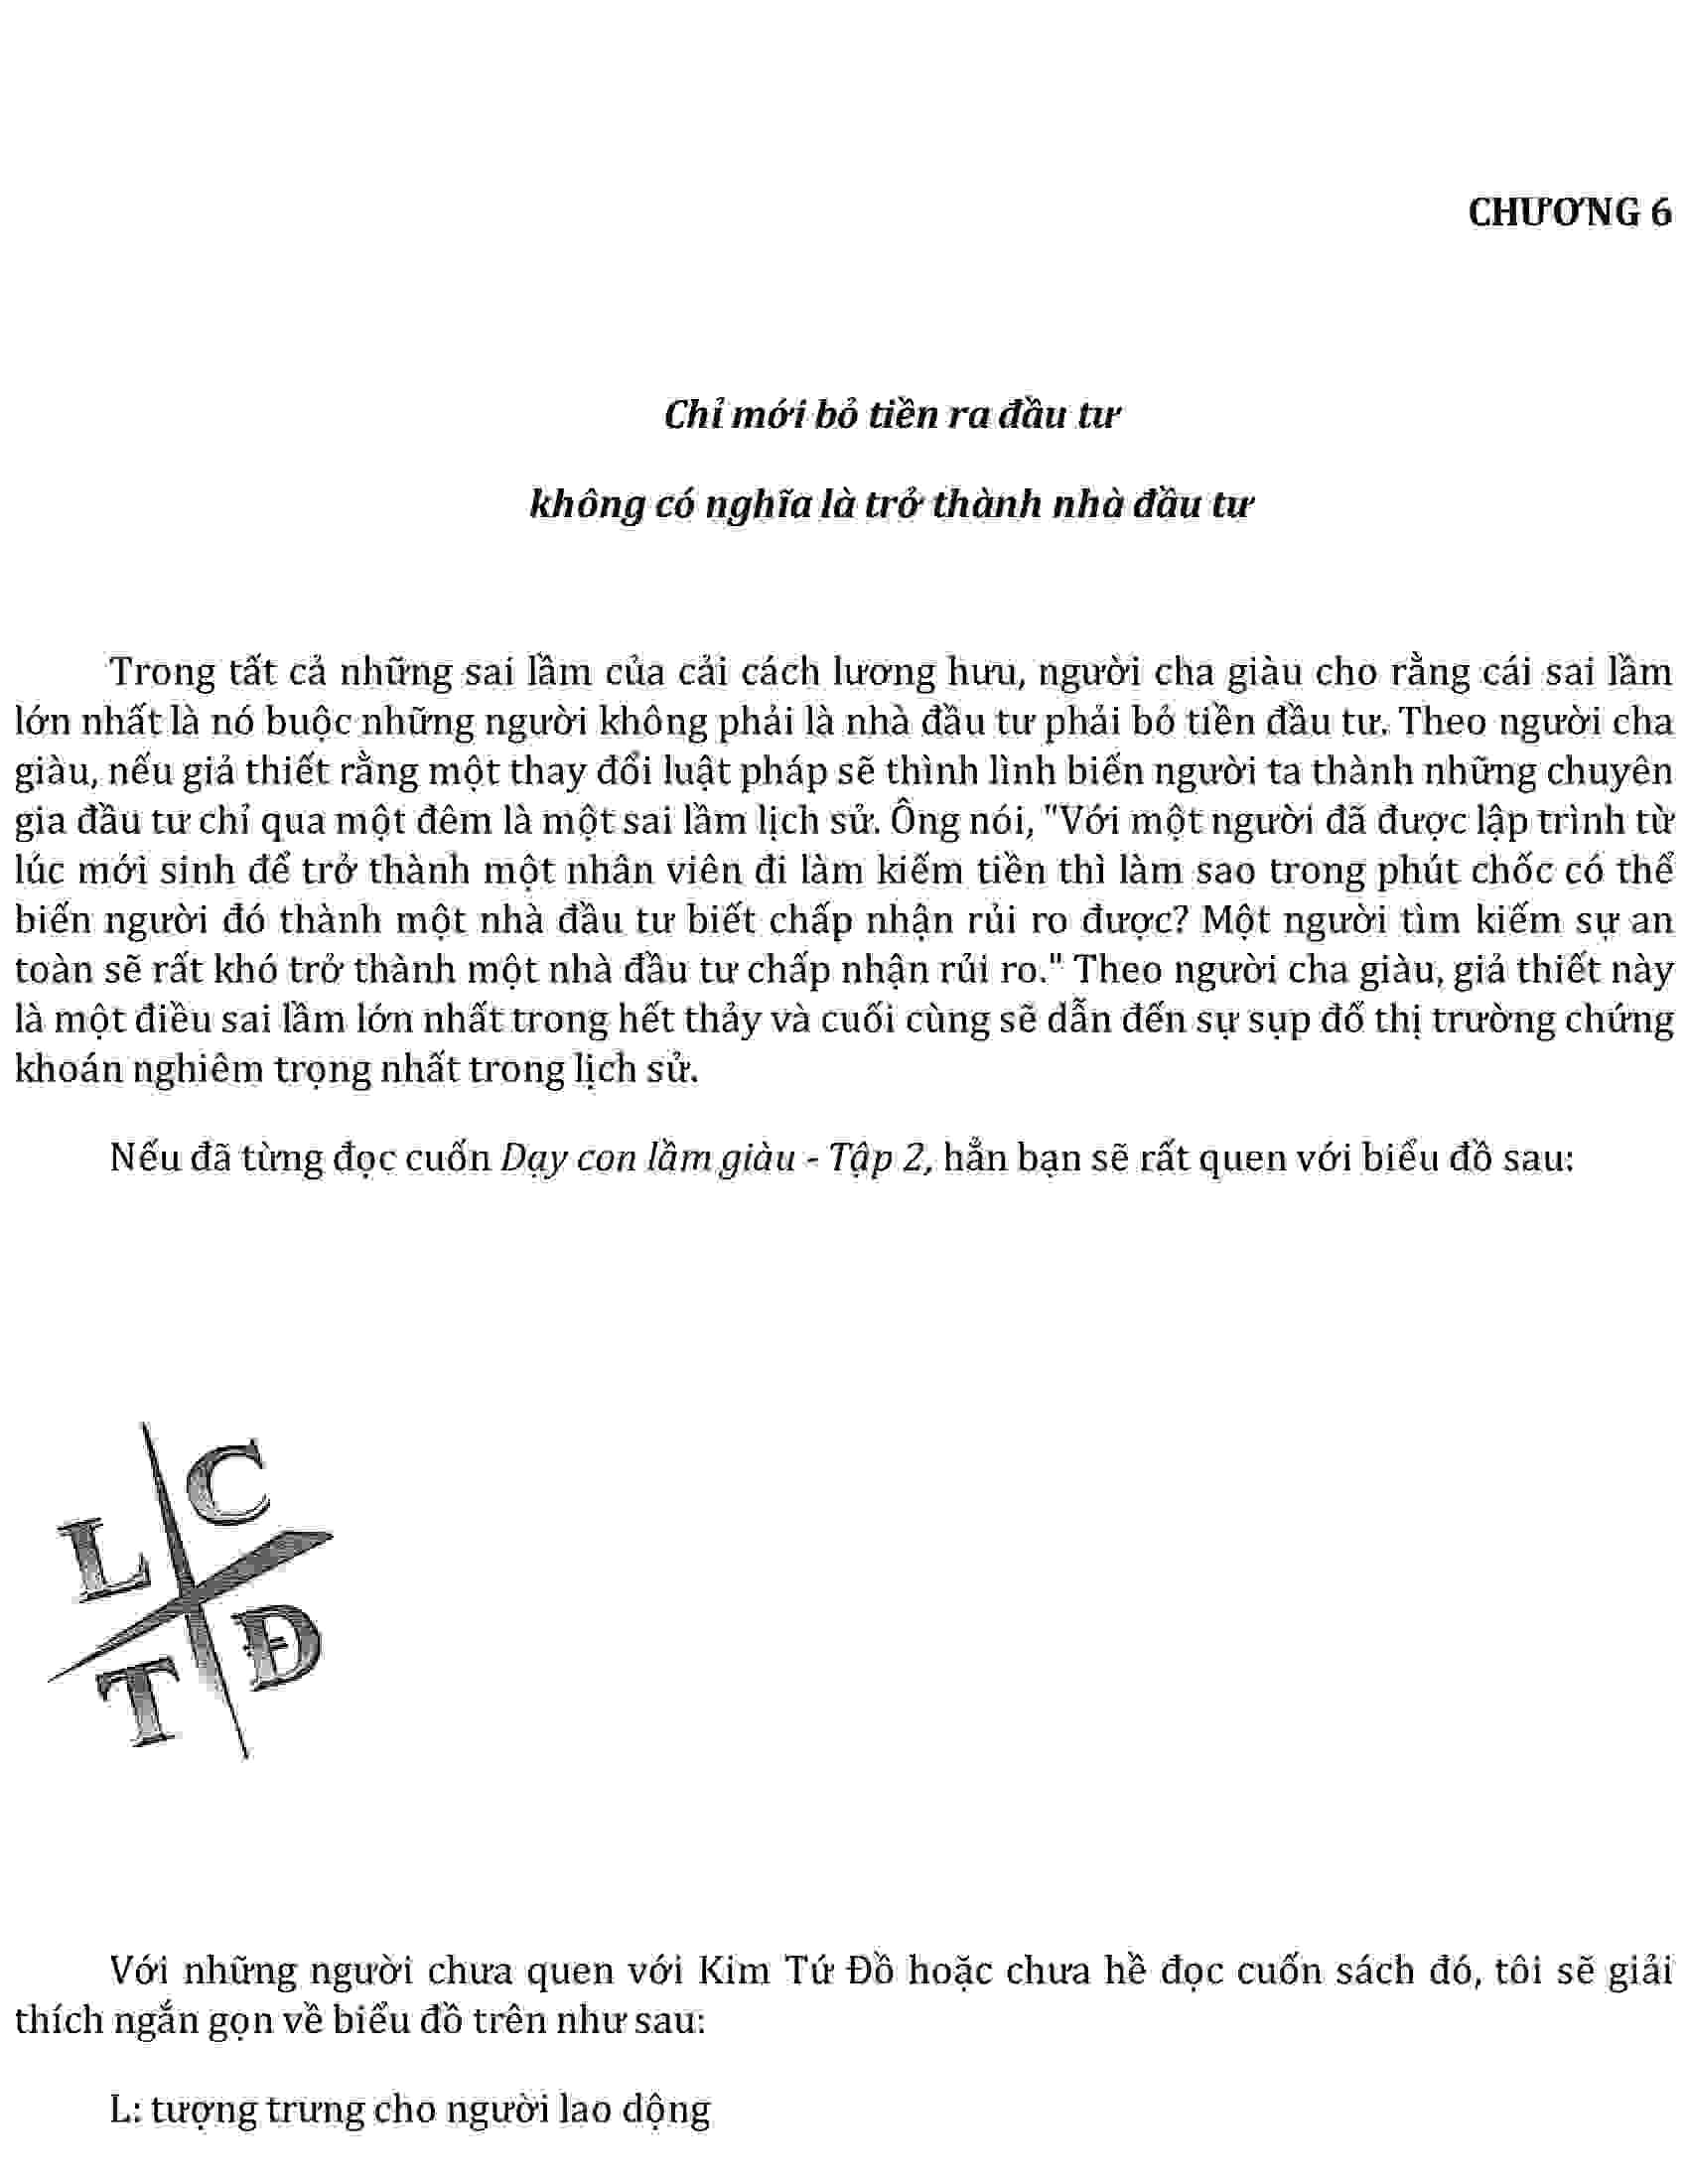 CHƯƠNG 6
Chỉ mới bỏ tiền ra đầu tư
không có nghĩa là trở thành nhà đầu tư
Trong tất cả những sai lầm của cải cách lương hưu, người cha giàu cho rằng cái sai lầm
lớn nhất là nó buộc những người không phải là nhà đầu tư phải bỏ tiền đầu tư. Theo người cha
giàu, nếu giả thiết rằng một thay đổi luật pháp sẽ thình lình biến người ta thành những chuyên
gia đầu tư chỉ qua một đêm là một sai lầm lịch sử. Ông nói, "Với một người đã được lập trình từ
lúc mới sinh để trở thành một nhân viên đi làm kiếm tiền thì làm sao trong phút chốc có thể
biến người đó thành một nhà đầu tư biết chấp nhận rủi ro được? Một người tìm kiếm sự an
toàn sẽ rất khó trở thành một nhà đầu tư chấp nhận rủi ro." Theo người cha giàu, giả thiết này
là một điều sai lầm lớn nhất trong hết thảy và cuối cùng sẽ dẫn đến sự sụp đổ thị trường chứng
khoán nghiêm trọng nhất trong lịch sử.
Nếu đã từng đọc cuốn Dạy con lầm giàu - Tập 2, hẳn bạn sẽ rất quen với biểu đồ sau:
L C
T Đ
Với những người chưa quen với Kim Tứ Đồ hoặc chưa hề đọc cuốn sách đó, tôi sẽ giải
thích ngắn gọn về biểu đồ trên như sau:
L: tượng trưng cho người lao động